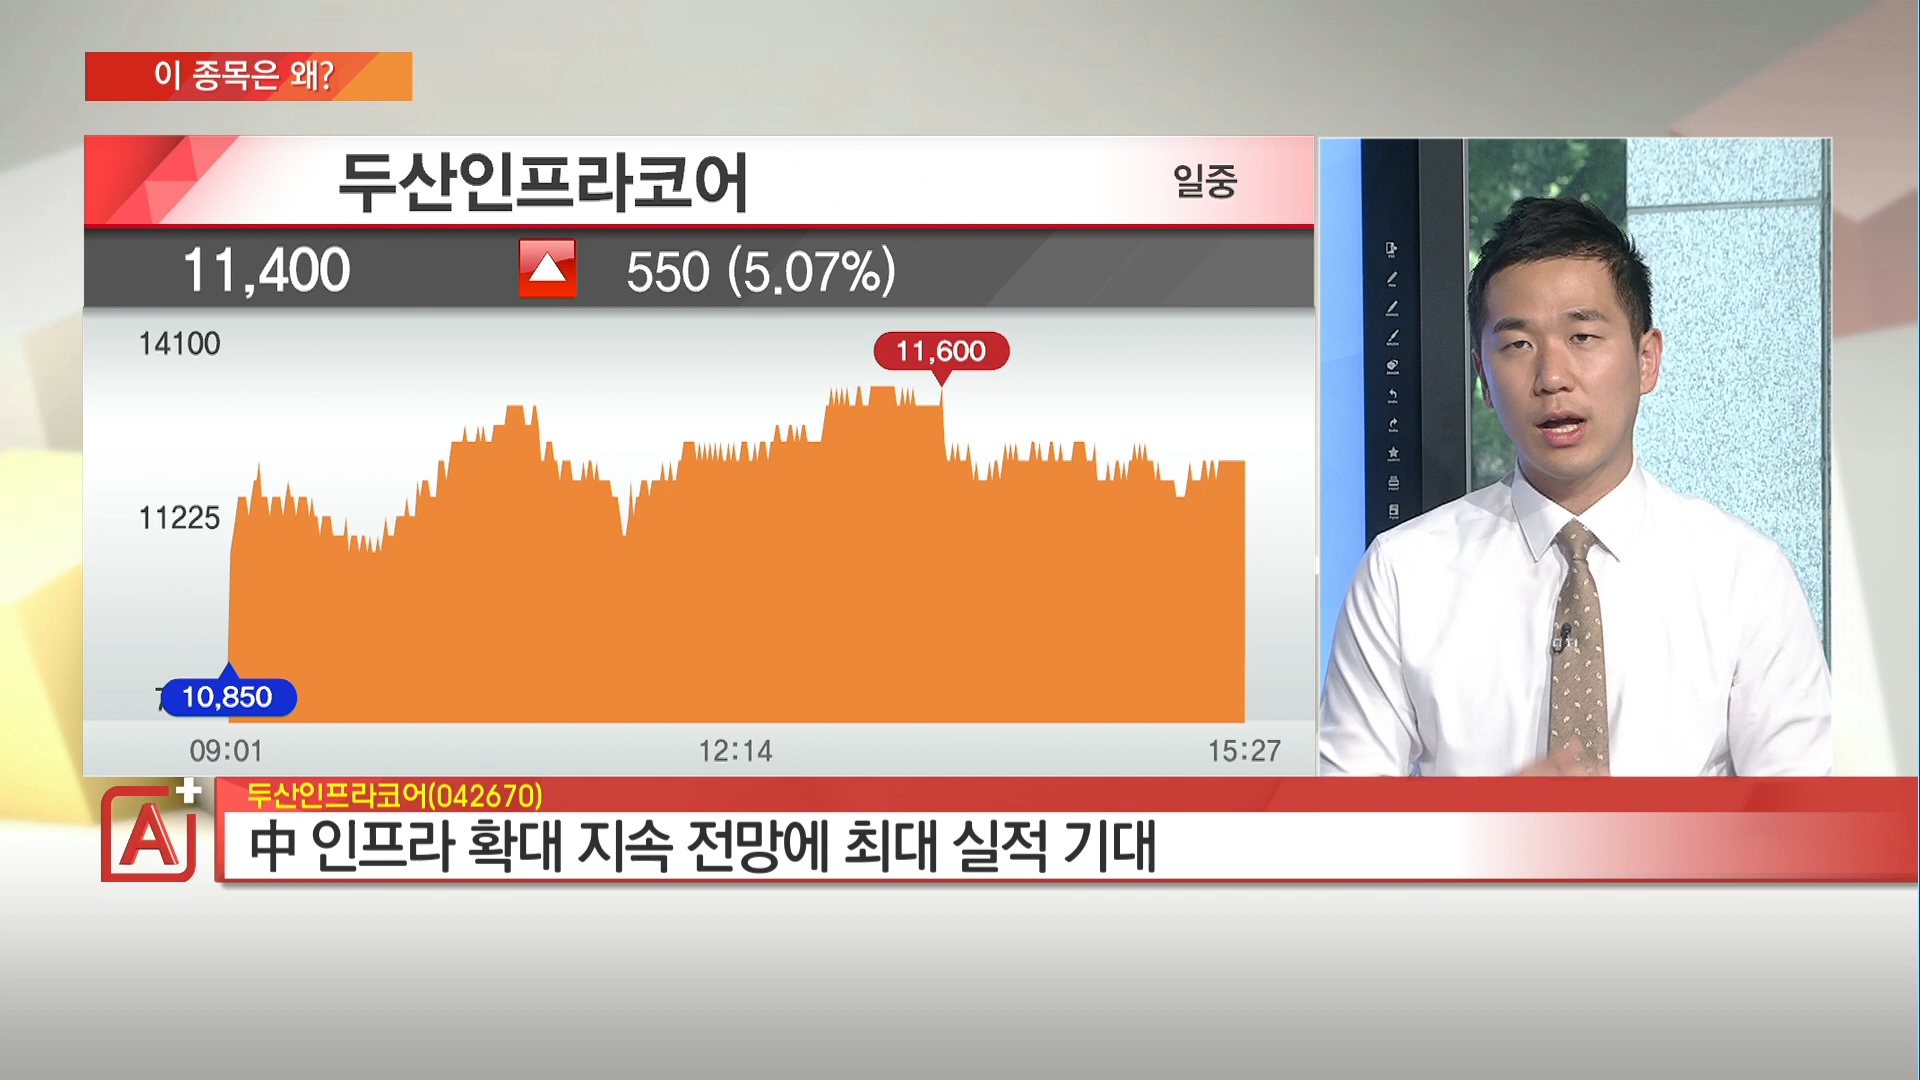 이 종목은 왜?
두산인프라코어
일중
11,400
550 (5.07%)
14100
11,600
11225
10,850
09:01
12:14
15:27
A+
두산인프라코어(042670)
中 인프라 확대 지속 전망에 최대 실적 기대